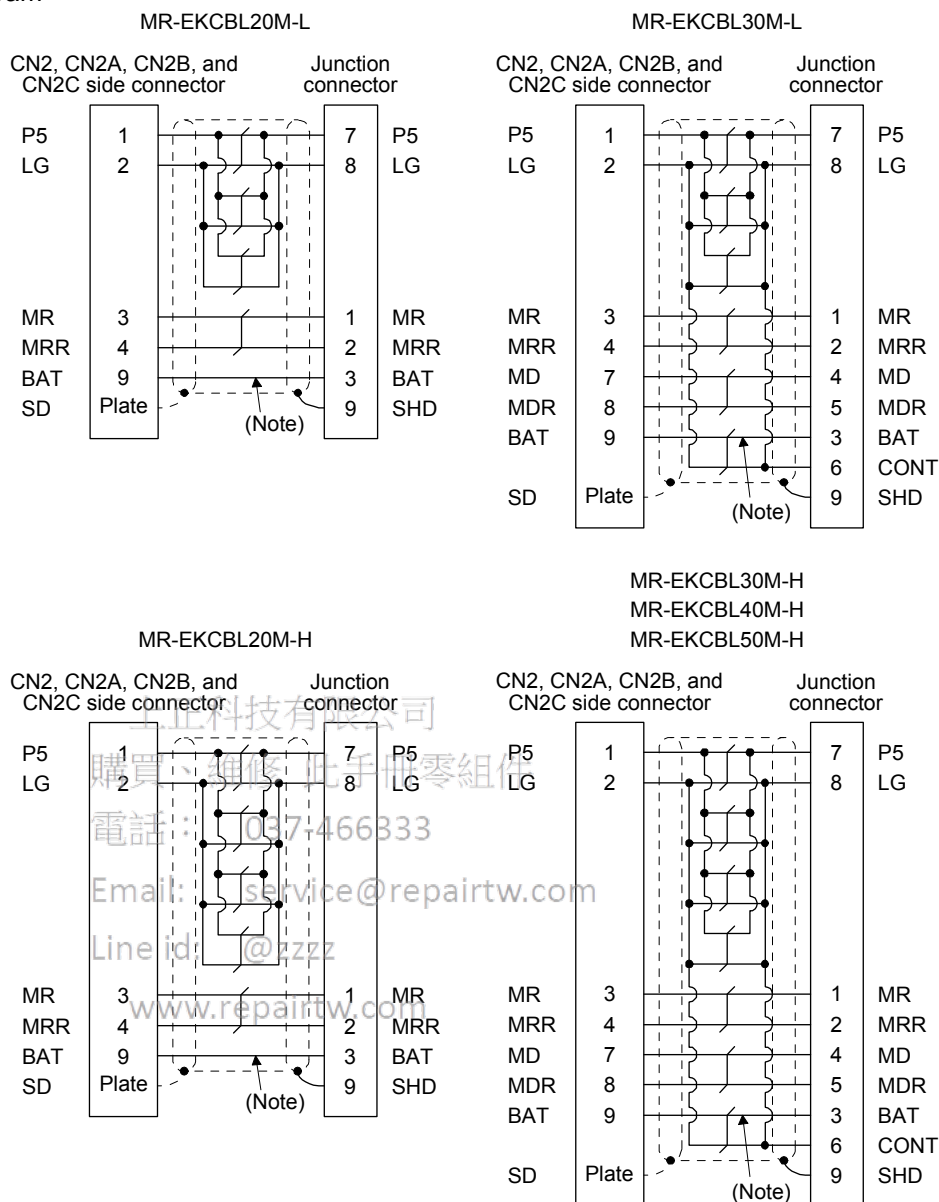 MR-EKCBL20M-L
CN2, CN2A, CN2B, and
CN2C side connector
Junction
connector
P5 1 7 P5
LG 2 8 LG
MR 3 1 MR
MRR 4 2 MRR
BAT 9 3 BAT
SD Plate 9 SHD
(Note)
MR-EKCBL30M-L
CN2, CN2A, CN2B, and
CN2C side connector
Junction
connector
P5 1 7 P5
LG 2 8 LG
MR 3 1 MR
MRR 4 2 MRR
MD 7 4 MD
MDR 8 5 MDR
BAT 9 3 BAT
6 CONT
SD Plate 9 SHD
(Note)
MR-EKCBL20M-H
CN2, CN2A, CN2B, and
CN2C side connector
Junction
connector
P5 1 7 P5
LG 2 8 LG
MR 3 1 MR
MRR 4 2 MRR
BAT 9 3 BAT
SD Plate 9 SHD
(Note)
MR-EKCBL30M-H
MR-EKCBL40M-H
MR-EKCBL50M-H
CN2, CN2A, CN2B, and
CN2C side connector
Junction
connector
P5 1 7 P5
LG 2 8 LG
MR 3 1 MR
MRR 4 2 MRR
MD 7 4 MD
MDR 8 5 MDR
BAT 9 3 BAT
6 CONT
SD Plate 9 SHD
(Note)
正科技有限公司
購買、維修 此手冊零組件
電話： 037-466333
Email: service@repairtw.com
Line id: @zzzz
www.repairtw.com